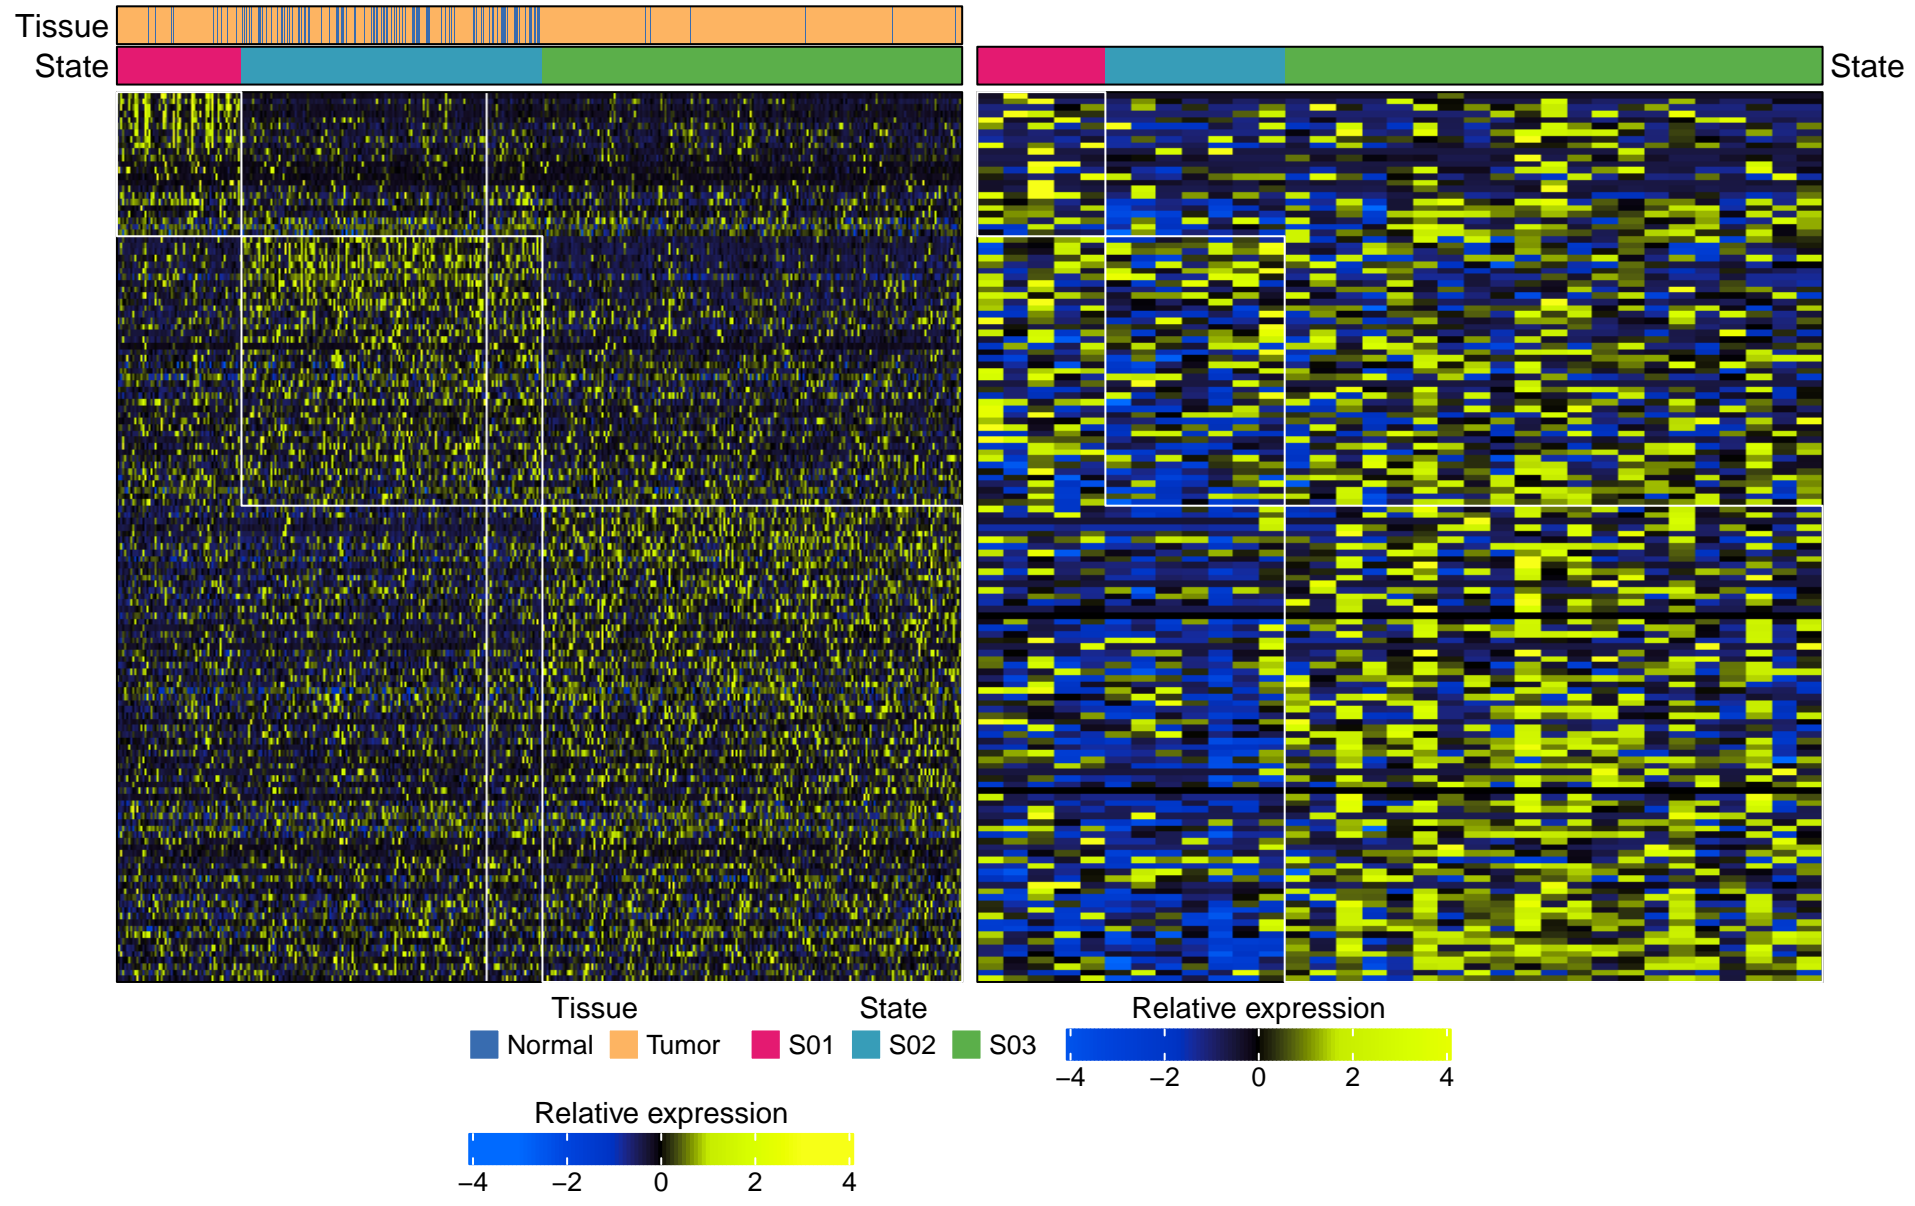 Tissue
State
State
Tissue
Normal Tumor
State
S01 S02 S03
Relative expression
−4 −2 0 2 4
Relative expression
−4 −2 0 2 4